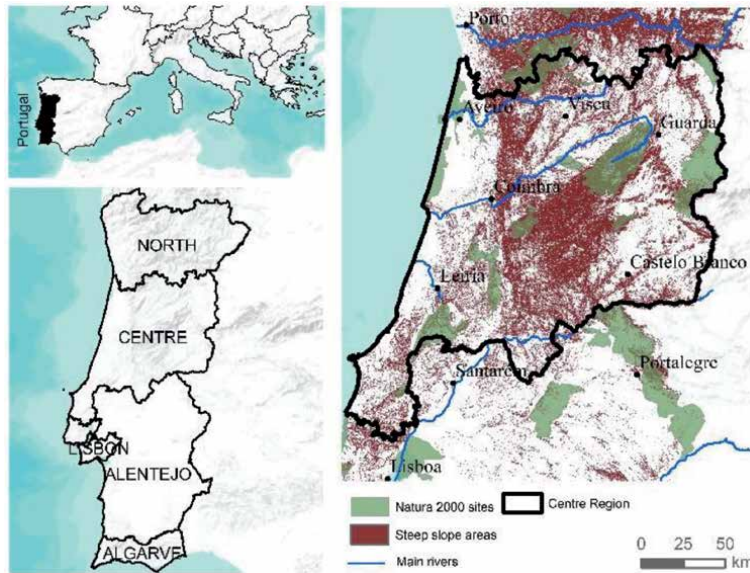 Portugal
NORTH
CENTRE
LISBON
ALENTEJO
ALGARVE
Porto
Aveiro
Viseu
Guarda
Coimbra
Castelo Branco
Leiria
Portalegre
Santarém
Lisboa
Natura 2000 sites
Centre Region
Steep slope areas
Main rivers
0 25 50
km